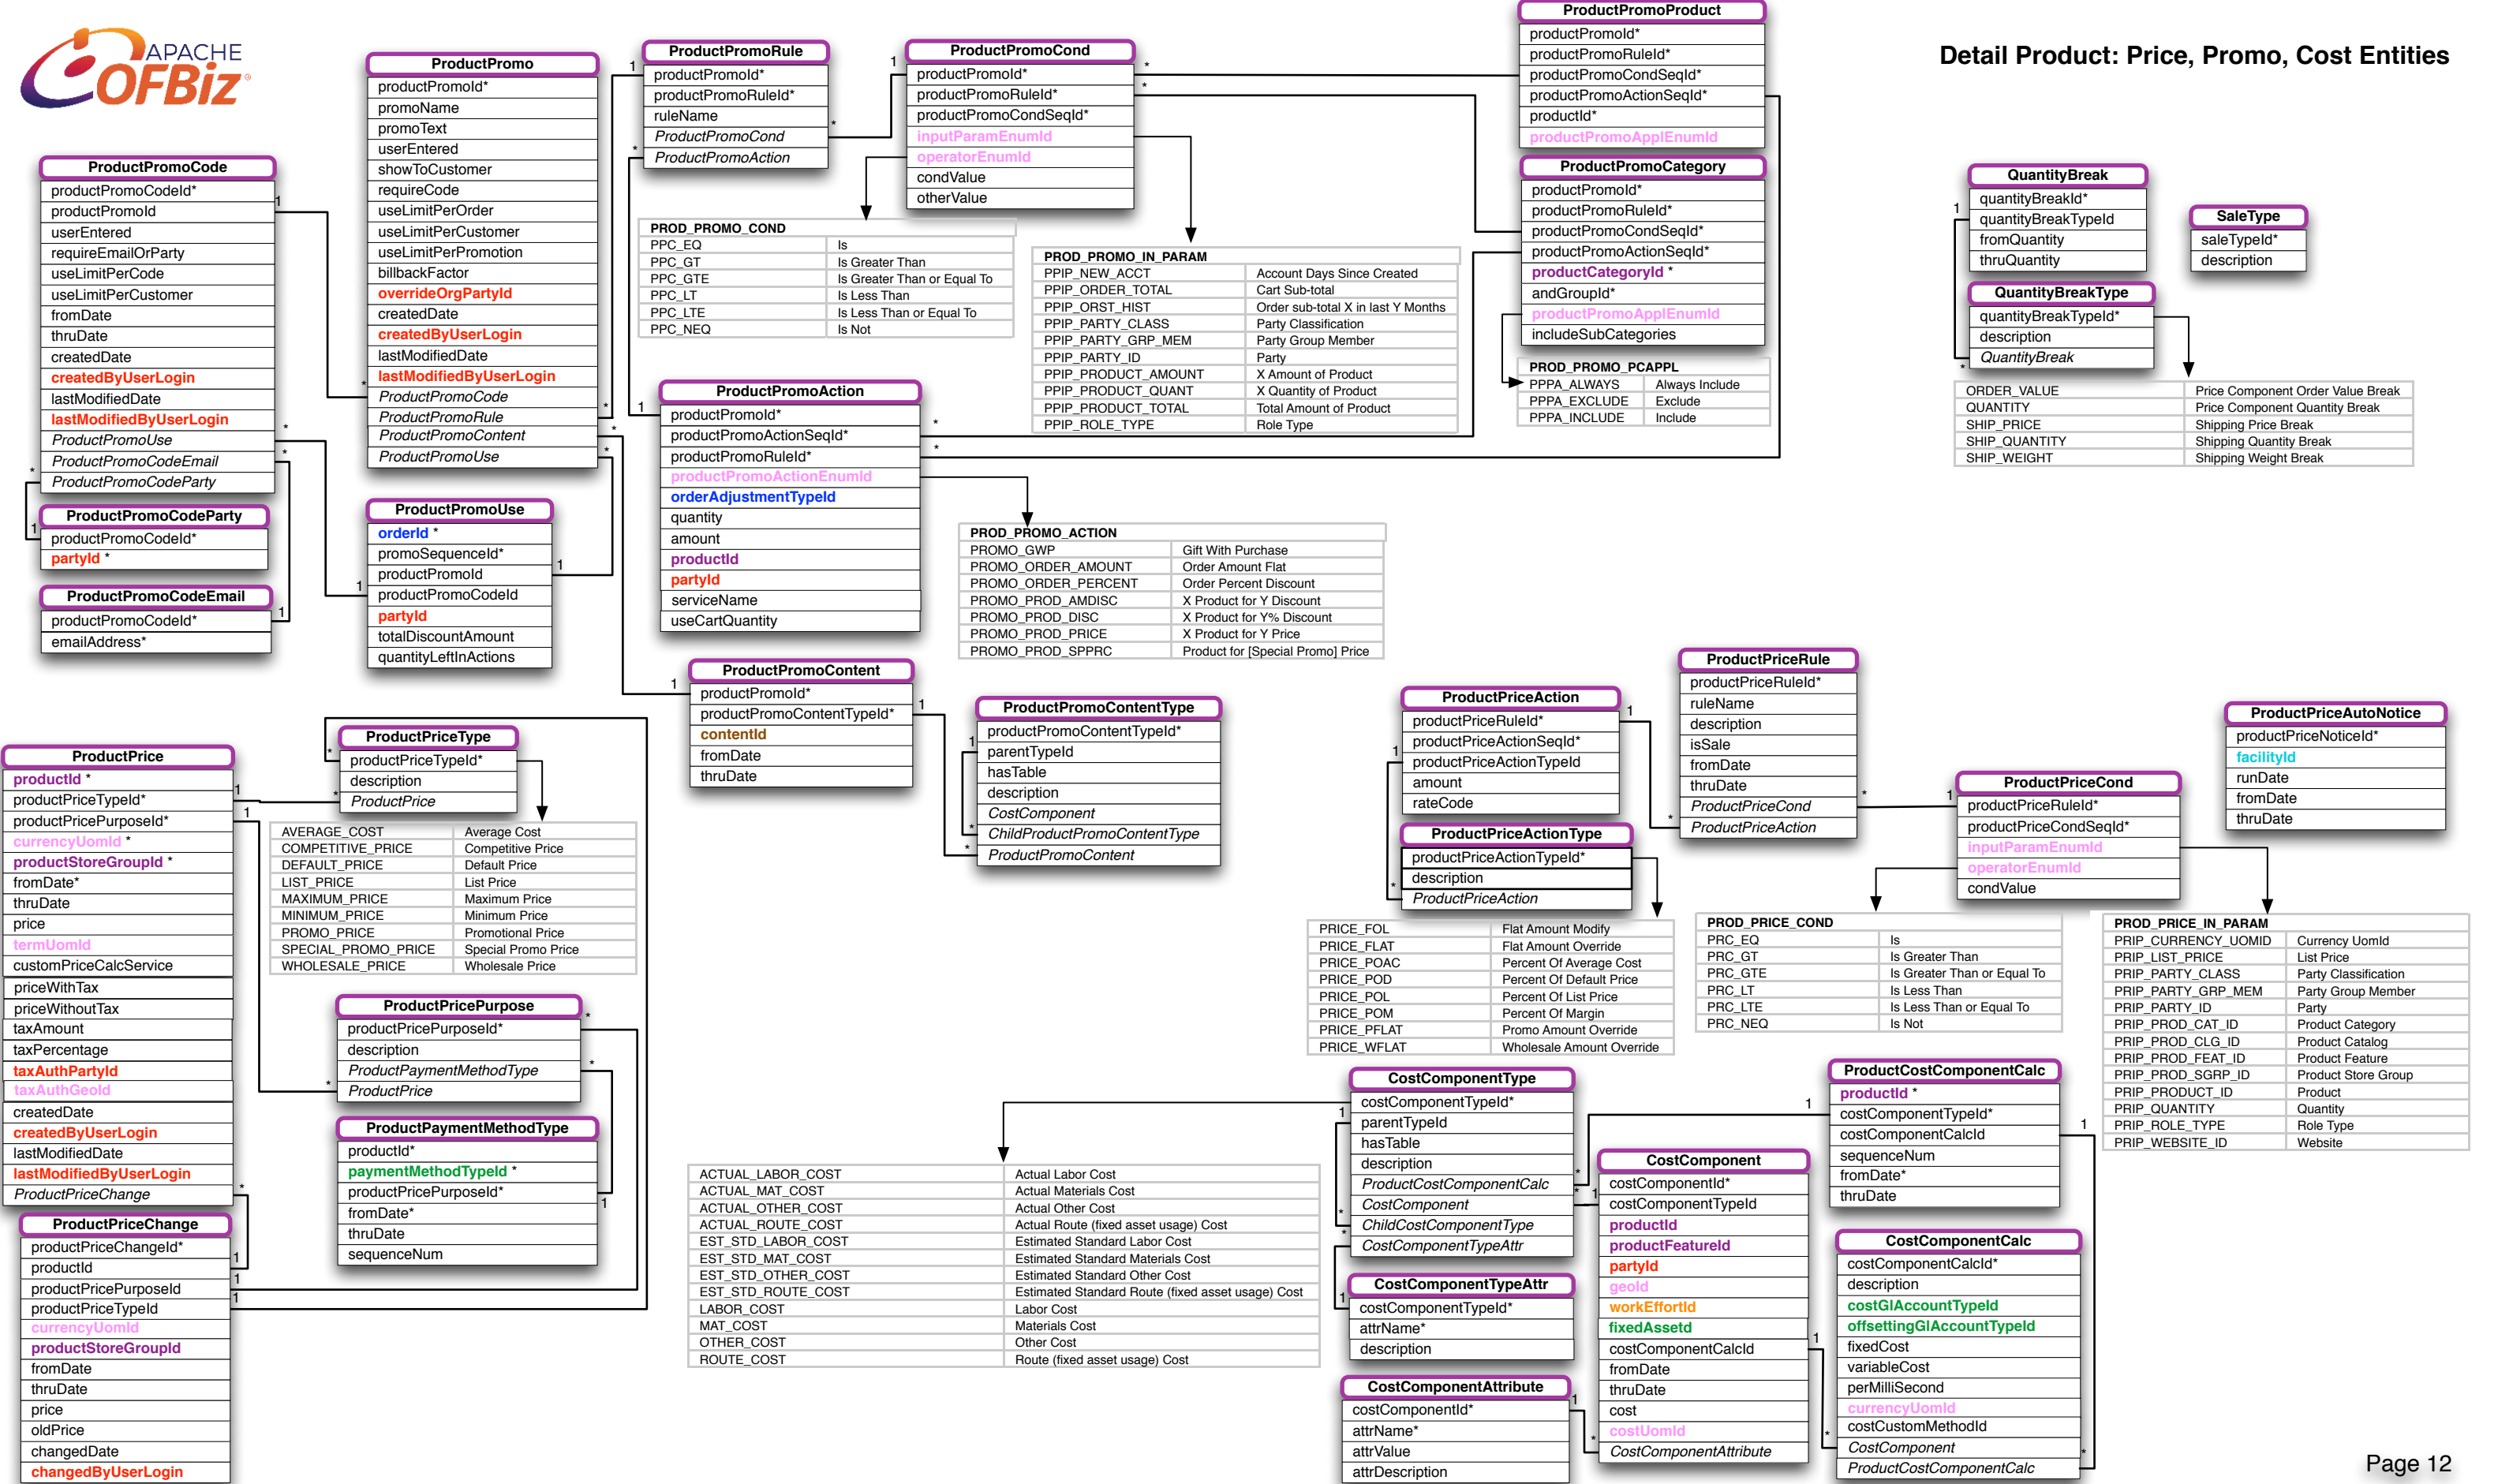 APACHE
OFBiz
®
Detail Product: Price, Promo, Cost Entities
ProductPromoCode
productPromoCodeId*
productPromoId
userEntered
requireEmailOrParty
useLimitPerCode
useLimitPerCustomer
fromDate
thruDate
createdDate
createdByUserLogin
lastModifiedDate
lastModifiedByUserLogin
ProductPromoUse
ProductPromoCodeEmail
ProductPromoCodeParty
ProductPromoCodeParty
productPromoCodeId*
partyId *
ProductPromoCodeEmail
productPromoCodeId*
emailAddress*
ProductPromo
productPromoId*
promoName
promoText
userEntered
showToCustomer
requireCode
useLimitPerOrder
useLimitPerCustomer
useLimitPerPromotion
billbackFactor
overrideOrgPartyId
createdDate
createdByUserLogin
lastModifiedDate
lastModifiedByUserLogin
ProductPromoCode
ProductPromoRule
ProductPromoContent
ProductPromoUse
ProductPromoUse
orderId *
promoSequenceId*
productPromoId
productPromoCodeId
partyId
totalDiscountAmount
quantityLeftInActions
ProductPromoRule
productPromoId*
productPromoRuleId*
ruleName
ProductPromoCond
ProductPromoAction
ProductPromoCond
productPromoId*
productPromoRuleId*
productPromoCondSeqId*
inputParamEnumId
operatorEnumId
condValue
otherValue
PROD_PROMO_COND
PPC_EQ Is
PPC_GT Is Greater Than
PPC_GTE Is Greater Than or Equal To
PPC_LT Is Less Than
PPC_LTE Is Less Than or Equal To
PPC_NEQ Is Not
PROD_PROMO_IN_PARAM
PPIP_NEW_ACCT Account Days Since Created
PPIP_ORDER_TOTAL Cart Sub-total
PPIP_ORST_HIST Order sub-total X in last Y Months
PPIP_PARTY_CLASS Party Classification
PPIP_PARTY_GRP_MEM Party Group Member
PPIP_PARTY_ID Party
PPIP_PRODUCT_AMOUNT X Amount of Product
PPIP_PRODUCT_QUANT X Quantity of Product
PPIP_PRODUCT_TOTAL Total Amount of Product
PPIP_ROLE_TYPE Role Type
ProductPromoProduct
productPromoId*
productPromoRuleId*
productPromoCondSeqId*
productPromoActionSeqId*
productId*
productPromoApplEnumId
ProductPromoCategory
productPromoId*
productPromoRuleId*
productPromoCondSeqId*
productPromoActionSeqId*
productCategoryId *
andGroupId*
productPromoApplEnumId
includeSubCategories
PROD_PROMO_PCAPPL
PPPA_ALWAYS Always Include
PPPA_EXCLUDE Exclude
PPPA_INCLUDE Include
QuantityBreak
quantityBreakId*
quantityBreakTypeId
fromQuantity
thruQuantity
SaleType
saleTypeId*
description
QuantityBreakType
quantityBreakTypeId*
description
QuantityBreak
ORDER_VALUE Price Component Order Value Break
QUANTITY Price Component Quantity Break
SHIP_PRICE Shipping Price Break
SHIP_QUANTITY Shipping Quantity Break
SHIP_WEIGHT Shipping Weight Break
ProductPromoAction
productPromoId*
productPromoActionSeqId*
productPromoRuleId*
productPromoActionEnumId
orderAdjustmentTypeId
quantity
amount
productId
partyId
serviceName
useCartQuantity
PROD_PROMO_ACTION
PROMO_GWP Gift With Purchase
PROMO_ORDER_AMOUNT Order Amount Flat
PROMO_ORDER_PERCENT Order Percent Discount
PROMO_PROD_AMDISC X Product for Y Discount
PROMO_PROD_DISC X Product for Y% Discount
PROMO_PROD_PRICE X Product for Y Price
PROMO_PROD_SPPRC Product for [Special Promo] Price
ProductPromoContent
productPromoId*
productPromoContentTypeId*
contentId
fromDate
thruDate
ProductPromoContentType
productPromoContentTypeId*
parentTypeId
hasTable
description
CostComponent
ChildProductPromoContentType
ProductPromoContent
ProductPrice
productId *
productPriceTypeId*
productPricePurposeId*
currencyUomId *
productStoreGroupId *
fromDate*
thruDate
price
termUomId
customPriceCalcService
priceWithTax
priceWithoutTax
taxAmount
taxPercentage
taxAuthPartyId
taxAuthGeoId
createdDate
createdByUserLogin
lastModifiedDate
lastModifiedByUserLogin
ProductPriceChange
ProductPriceChange
productPriceChangeId*
productId
productPricePurposeId
productPriceTypeId
currencyUomId
productStoreGroupId
fromDate
thruDate
price
oldPrice
changedDate
changedByUserLogin
ProductPriceType
productPriceTypeId*
description
ProductPrice
AVERAGE_COST Average Cost
COMPETITIVE_PRICE Competitive Price
DEFAULT_PRICE Default Price
LIST_PRICE List Price
MAXIMUM_PRICE Maximum Price
MINIMUM_PRICE Minimum Price
PROMO_PRICE Promotional Price
SPECIAL_PROMO_PRICE Special Promo Price
WHOLESALE_PRICE Wholesale Price
ProductPricePurpose
productPricePurposeId*
description
ProductPaymentMethodType
ProductPrice
ProductPaymentMethodType
productId*
paymentMethodTypeId *
productPricePurposeId*
fromDate*
thruDate
sequenceNum
ProductPriceAction
productPriceRuleId*
productPriceActionSeqId*
productPriceActionTypeId
amount
rateCode
ProductPriceActionType
productPriceActionTypeId*
description
ProductPriceAction
PRICE_FOL Flat Amount Modify
PRICE_FLAT Flat Amount Override
PRICE_POAC Percent Of Average Cost
PRICE_POD Percent Of Default Price
PRICE_POL Percent Of List Price
PRICE_POM Percent Of Margin
PRICE_PFLAT Promo Amount Override
PRICE_WFLAT Wholesale Amount Override
ProductPriceRule
productPriceRuleId*
ruleName
description
isSale
fromDate
thruDate
ProductPriceCond
ProductPriceAction
ProductPriceCond
productPriceRuleId*
productPriceCondSeqId*
inputParamEnumId
operatorEnumId
condValue
ProductPriceAutoNotice
productPriceNoticeId*
facilityId
runDate
fromDate
thruDate
PROD_PRICE_COND
PRC_EQ Is
PRC_GT Is Greater Than
PRC_GTE Is Greater Than or Equal To
PRC_LT Is Less Than
PRC_LTE Is Less Than or Equal To
PRC_NEQ Is Not
PROD_PRICE_IN_PARAM
PRIP_CURRENCY_UOMID Currency UomId
PRIP_LIST_PRICE List Price
PRIP_PARTY_CLASS Party Classification
PRIP_PARTY_GRP_MEM Party Group Member
PRIP_PARTY_ID Party
PRIP_PROD_CAT_ID Product Category
PRIP_PROD_CLG_ID Product Catalog
PRIP_PROD_FEAT_ID Product Feature
PRIP_PROD_SGRP_ID Product Store Group
PRIP_PRODUCT_ID Product
PRIP_QUANTITY Quantity
PRIP_ROLE_TYPE Role Type
PRIP_WEBSITE_ID Website
ACTUAL_LABOR_COST Actual Labor Cost
ACTUAL_MAT_COST Actual Materials Cost
ACTUAL_OTHER_COST Actual Other Cost
ACTUAL_ROUTE_COST Actual Route (fixed asset usage) Cost
EST_STD_LABOR_COST Estimated Standard Labor Cost
EST_STD_MAT_COST Estimated Standard Materials Cost
EST_STD_OTHER_COST Estimated Standard Other Cost
EST_STD_ROUTE_COST Estimated Standard Route (fixed asset usage) Cost
LABOR_COST Labor Cost
MAT_COST Materials Cost
OTHER_COST Other Cost
ROUTE_COST Route (fixed asset usage) Cost
CostComponentType
costComponentTypeId*
parentTypeId
hasTable
description
ProductCostComponentCalc
CostComponent
ChildCostComponentType
CostComponentTypeAttr
CostComponentTypeAttr
costComponentTypeId*
attrName*
description
CostComponentAttribute
costComponentId*
attrName*
attrValue
attrDescription
CostComponent
costComponentId*
costComponentTypeId
productId
productFeatureId
partyId
geoId
workEffortId
fixedAssetd
costComponentCalcId
fromDate
thruDate
cost
costUomId
CostComponentAttribute
ProductCostComponentCalc
productId *
costComponentTypeId*
costComponentCalcId
sequenceNum
fromDate*
thruDate
CostComponentCalc
costComponentCalcId*
description
costGlAccountTypeId
offsettingGlAccountTypeId
fixedCost
variableCost
perMilliSecond
currencyUomId
costCustomMethodId
CostComponent
ProductCostComponentCalc
Page 12